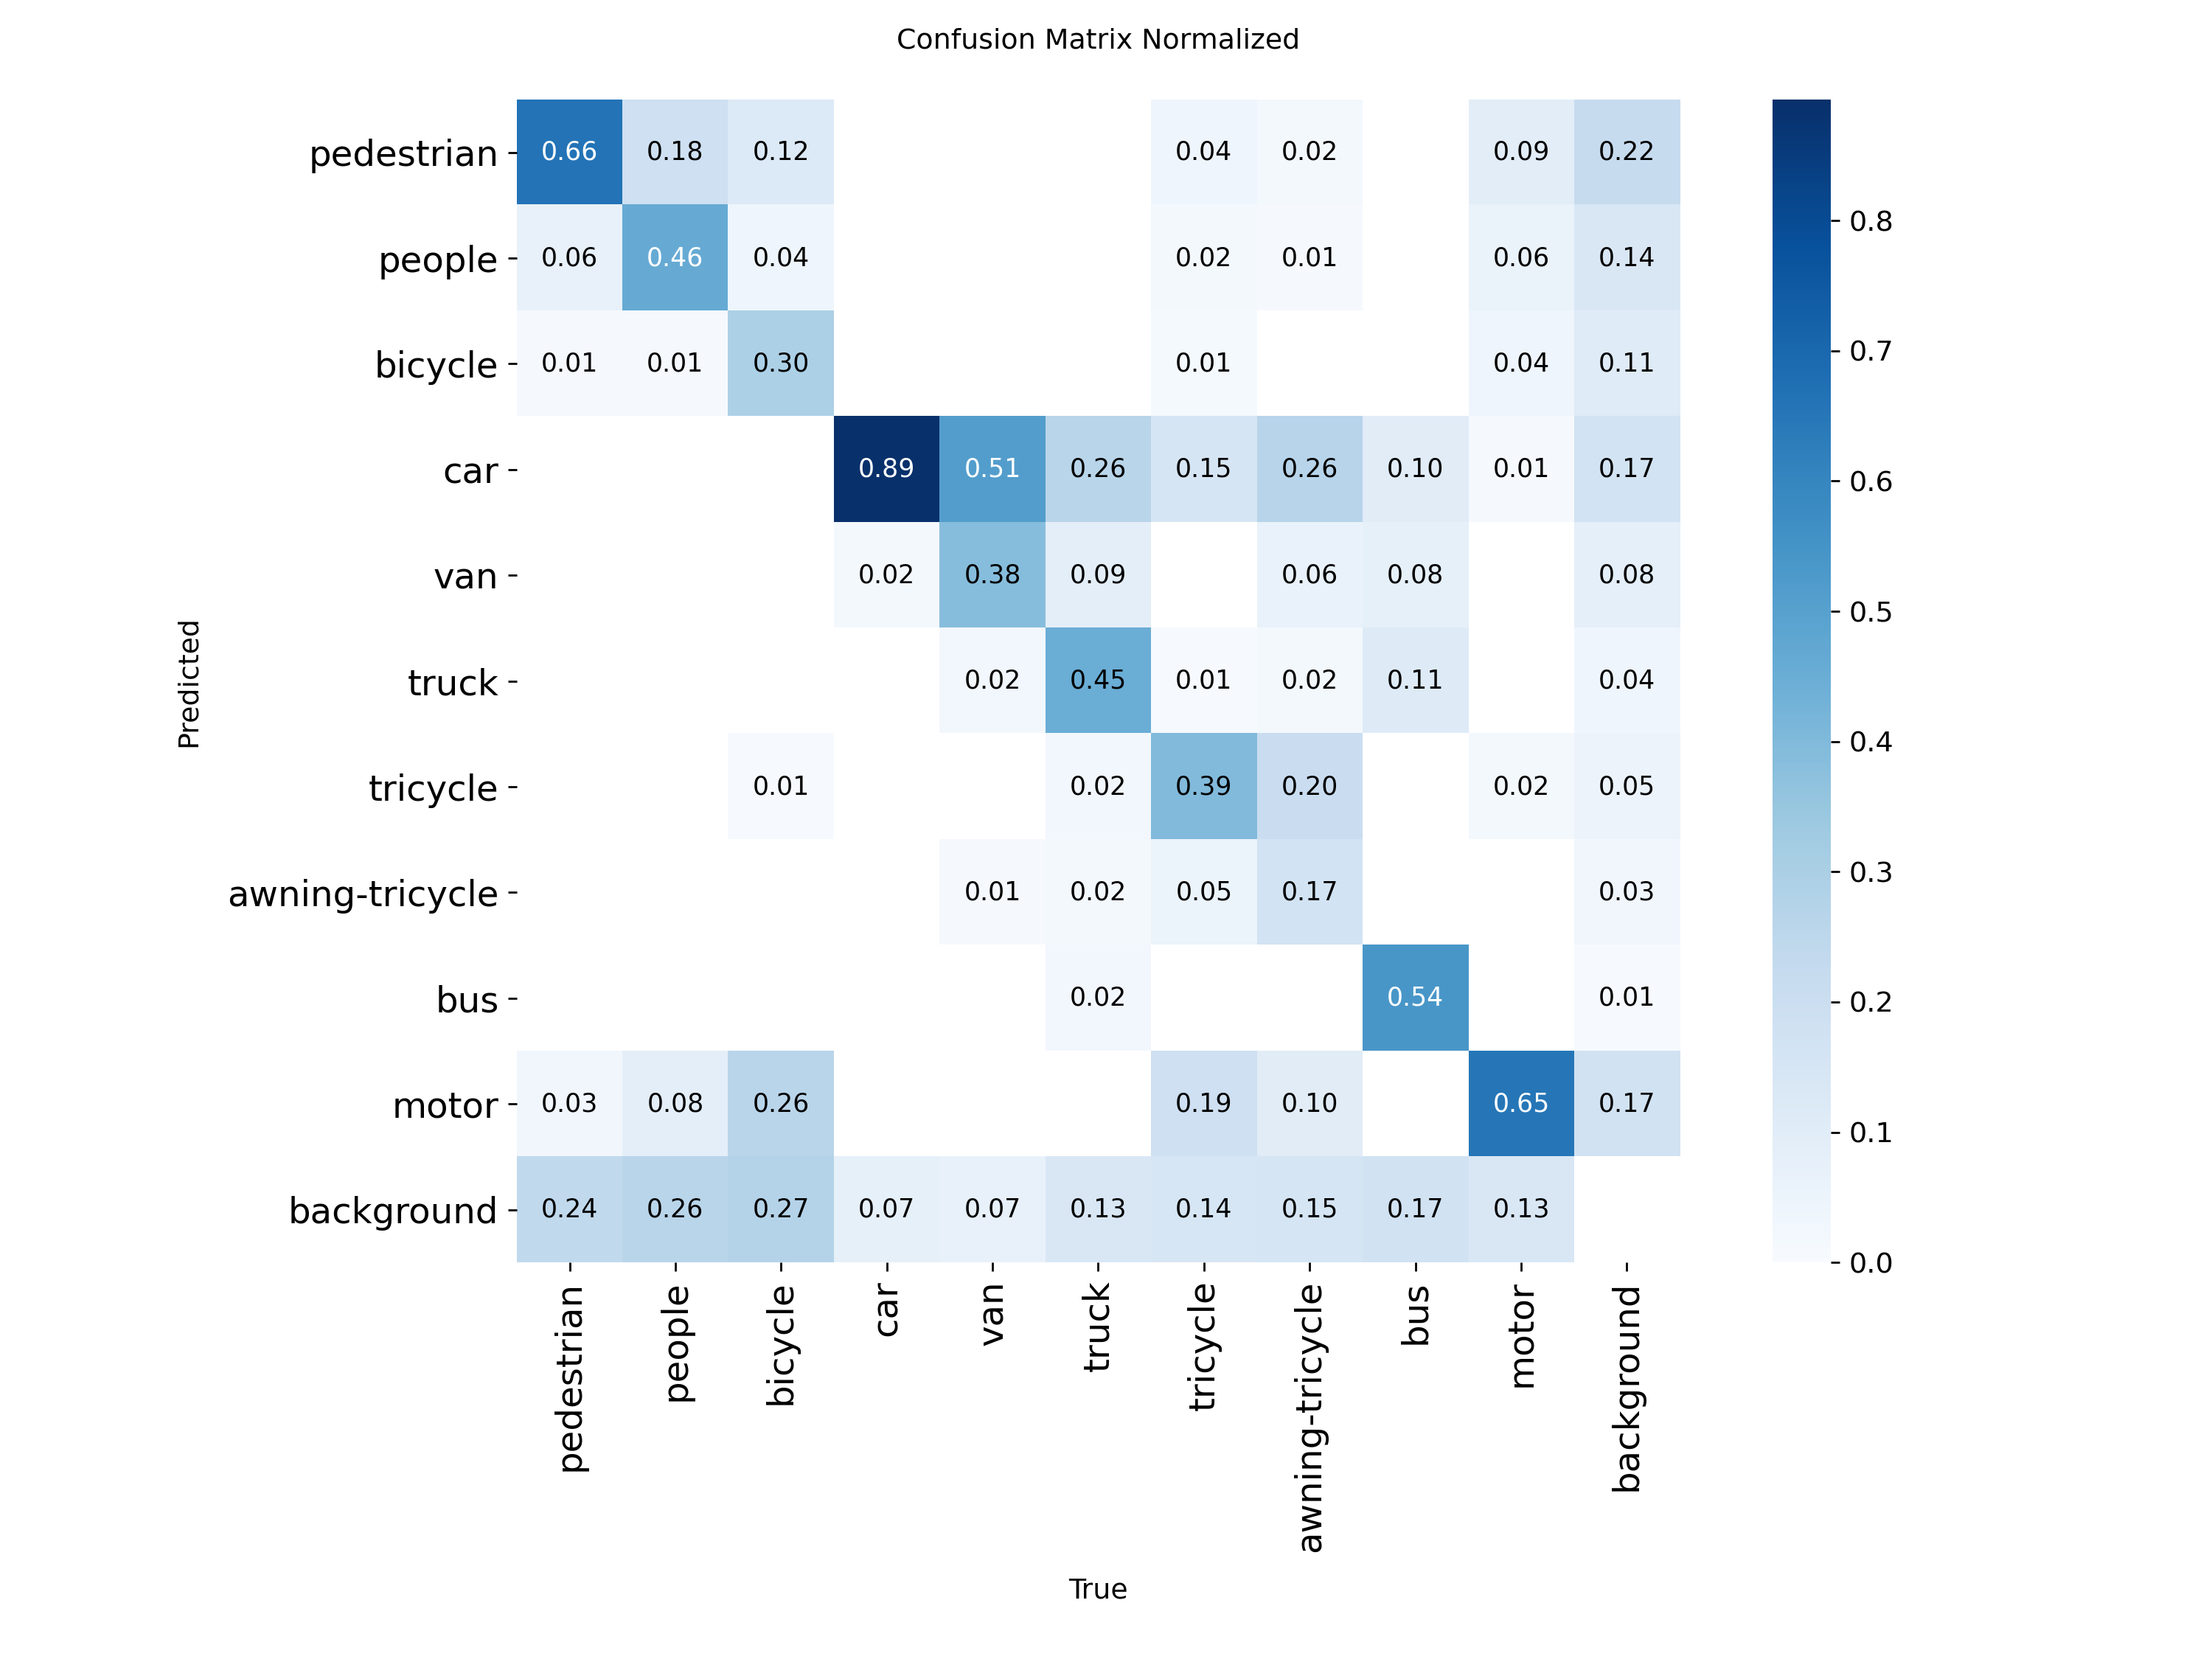 Confusion Matrix Normalized
pedestrian 0.66 0.18 0.12 0.04 0.02 0.09 0.22
people 0.06 0.46 0.04 0.02 0.01 0.06 0.14
bicycle 0.01 0.01 0.30 0.01 0.04 0.11
car 0.89 0.51 0.26 0.15 0.26 0.10 0.01 0.17
van 0.02 0.38 0.09 0.06 0.08 0.08
truck 0.02 0.45 0.01 0.02 0.11 0.04
tricycle 0.01 0.02 0.39 0.20 0.02 0.05
awning-tricycle 0.01 0.02 0.05 0.17 0.03
bus 0.02 0.54 0.01
motor 0.03 0.08 0.26 0.19 0.10 0.65 0.17
background 0.24 0.26 0.27 0.07 0.07 0.13 0.14 0.15 0.17 0.13
pedestrian people bicycle car van truck tricycle awning-tricycle bus motor background
True
Predicted
0.8
0.7
0.6
0.5
0.4
0.3
0.2
0.1
0.0